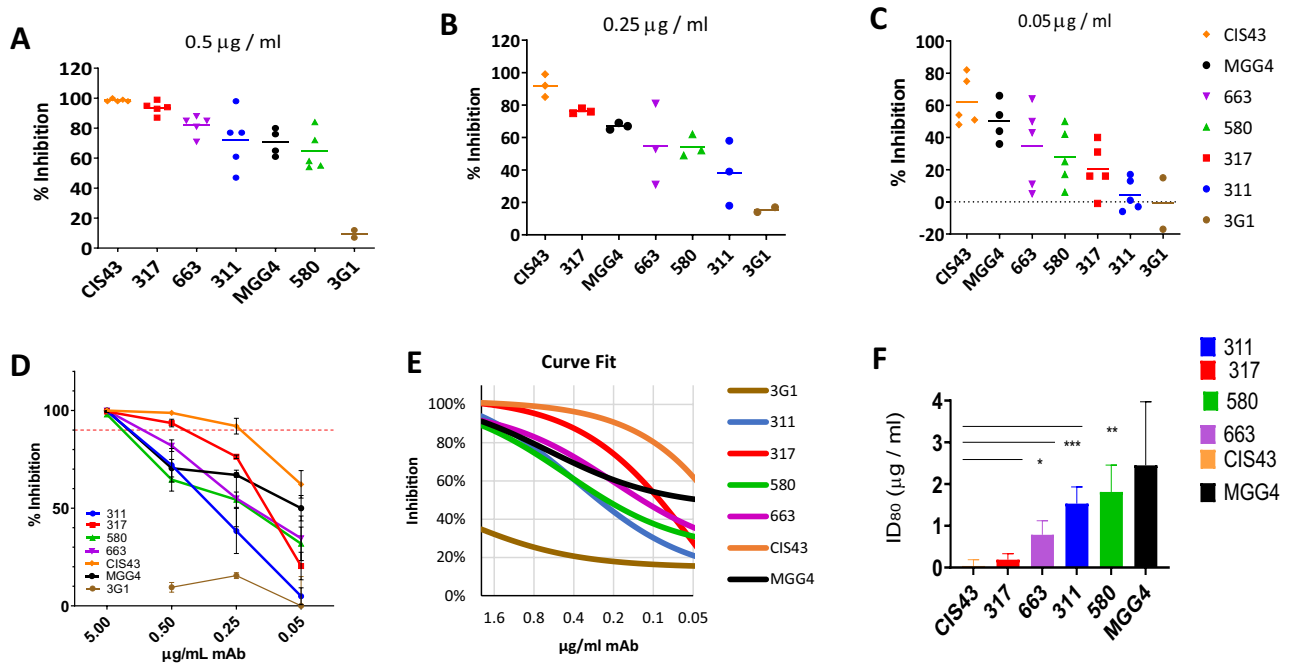 A
0.5 μg / ml
% Inhibition
120
100
80
60
40
20
0
CIS43
317
663
311
MGG4
580
3G1
B
0.25 μg / ml
% Inhibition
120
100
80
60
40
20
0
CIS43
317
MGG4
663
580
311
3G1
C
0.05 μg / ml
% Inhibition
100
80
60
40
20
0
-20
CIS43
MGG4
663
580
317
311
3G1
CIS43
MGG4
663
580
317
311
3G1
D
% Inhibition
100
50
0
311
317
580
663
CIS43
MGG4
3G1
5.00
0.50
0.25
0.05
μg/mL mAb
E
Curve Fit
Inhibition
100%
80%
60%
40%
20%
0%
1.6
0.8
0.4
0.2
0.1
0.05
μg/ml mAb
3G1
311
317
580
663
CIS43
MGG4
F
ID80 (μg / ml)
4
3
2
1
0
*
***
**
CIS43
317
663
311
580
MGG4
311
317
580
663
CIS43
MGG4